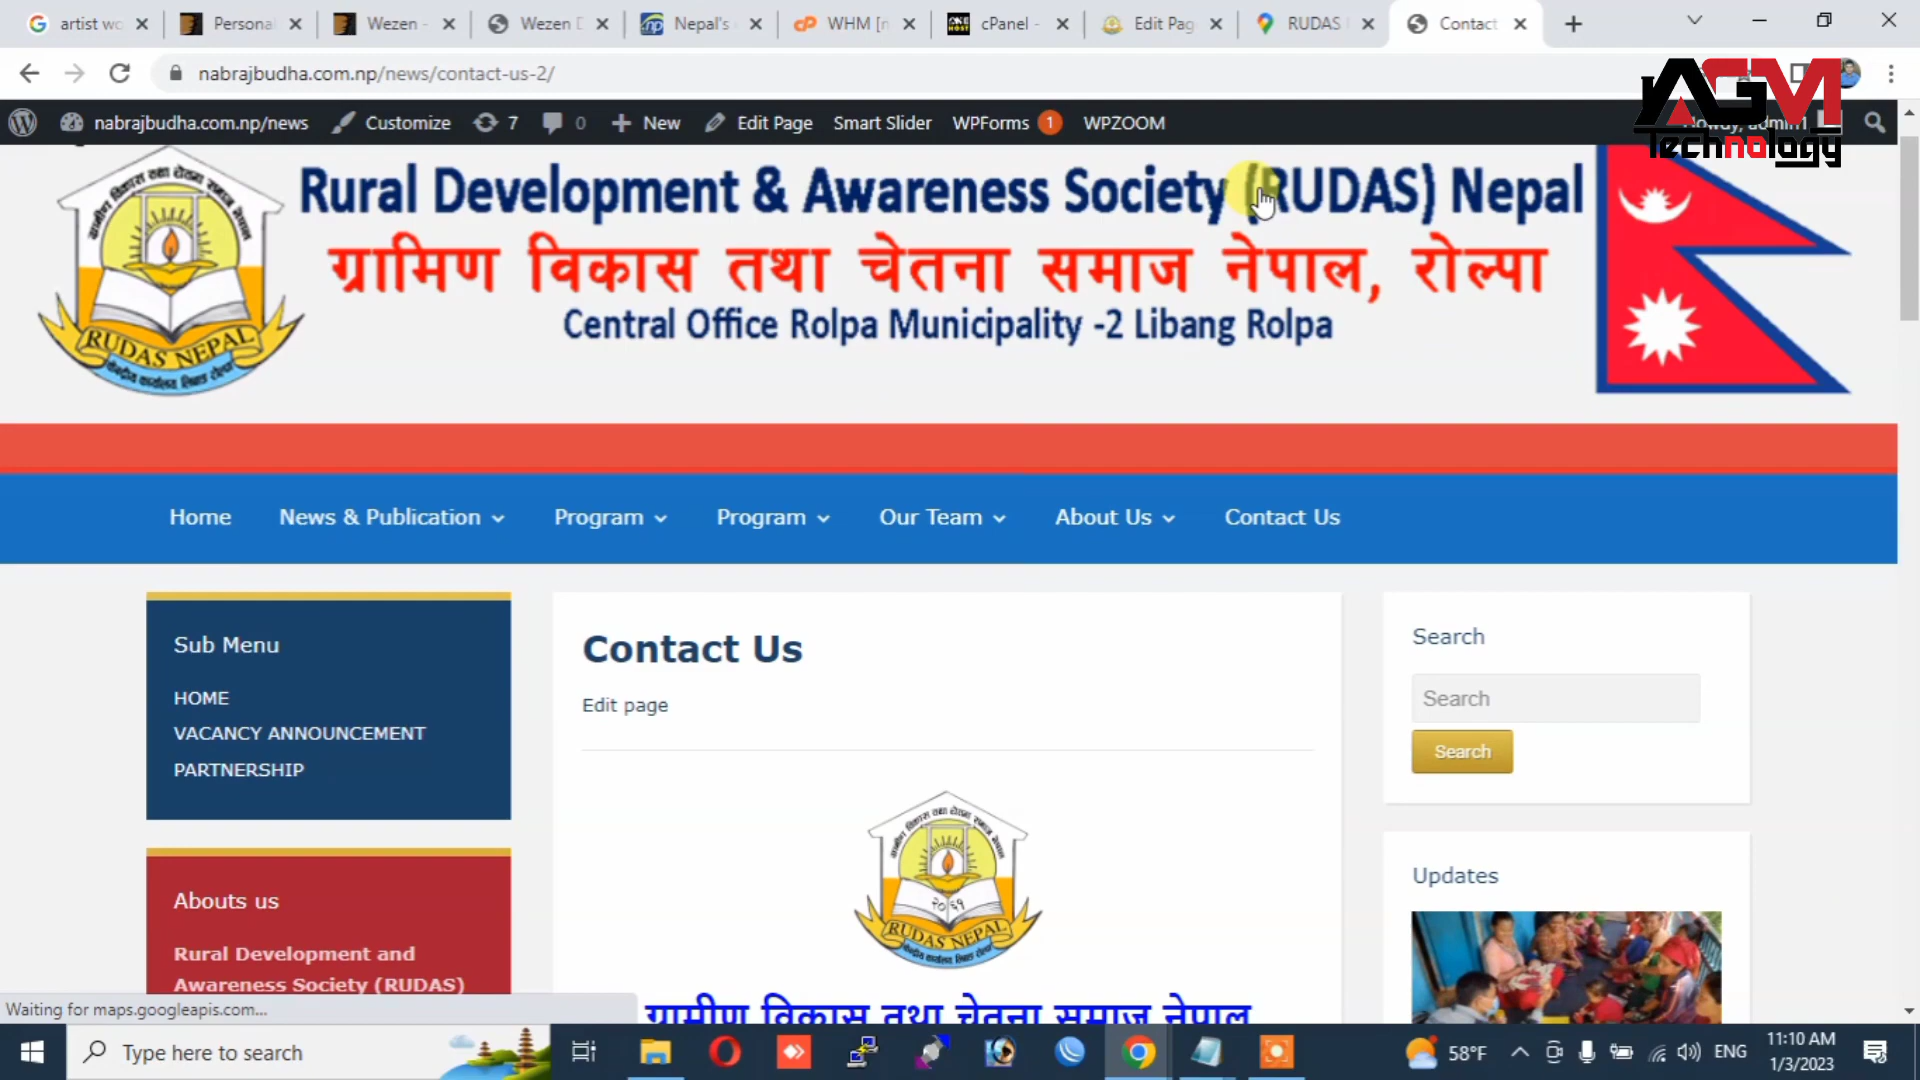 artist wo
Persona
Wezen -
Wezen D
Nepal's
WHM [n
cPanel -
Edit Pag
RUDAS
Contact
nabrajbudha.com.np/news/contact-us-2/
nabrajbudha.com.np/news Customize 7 0 New Edit Page Smart Slider WPForms 1 WPZOOM
AGM
Technology
Rural Development & Awareness Society (RUDAS) Nepal
ग्रामिण विकास तथा चेतना समाज नेपाल, रोल्पा
Central Office Rolpa Municipality -2 Libang Rolpa
RUDAS NEPAL
Home News & Publication Program Program Our Team About Us Contact Us
Sub Menu
HOME
VACANCY ANNOUNCEMENT
PARTNERSHIP
Abouts us
Rural Development and
Awareness Society (RUDAS)
Contact Us
Edit page
२०५१
RUDAS NEPAL
ग्रामीण विकास तथा चेतना समाज नेपाल
Search
Search
Search
Updates
Waiting for maps.googleapis.com...
Type here to search
58°F
ENG
11:10 AM
1/3/2023